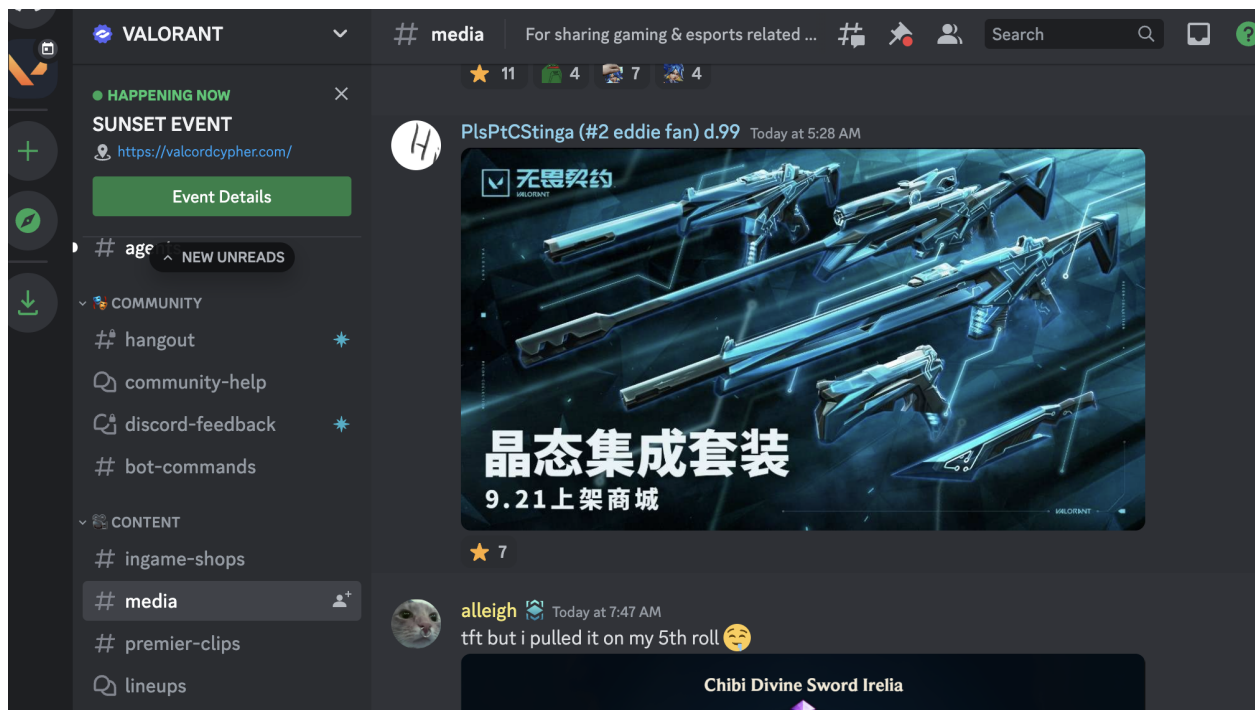 VALORANT
HAPPENING NOW
SUNSET EVENT
https://valcordcypher.com/
Event Details
NEW UNREADS
COMMUNITY
hangout
community-help
discord-feedback
bot-commands
CONTENT
ingame-shops
media
premier-clips
lineups
media
For sharing gaming & esports related ...
Search
11
4
7
4
PlsPtCStinga (#2 eddie fan) d.99 Today at 5:28 AM
无畏契约
VALORANT
晶态集成套装
9.21上架商城
VALORANT
7
alleigh Today at 7:47 AM
tft but i pulled it on my 5th roll
Chibi Divine Sword Irelia